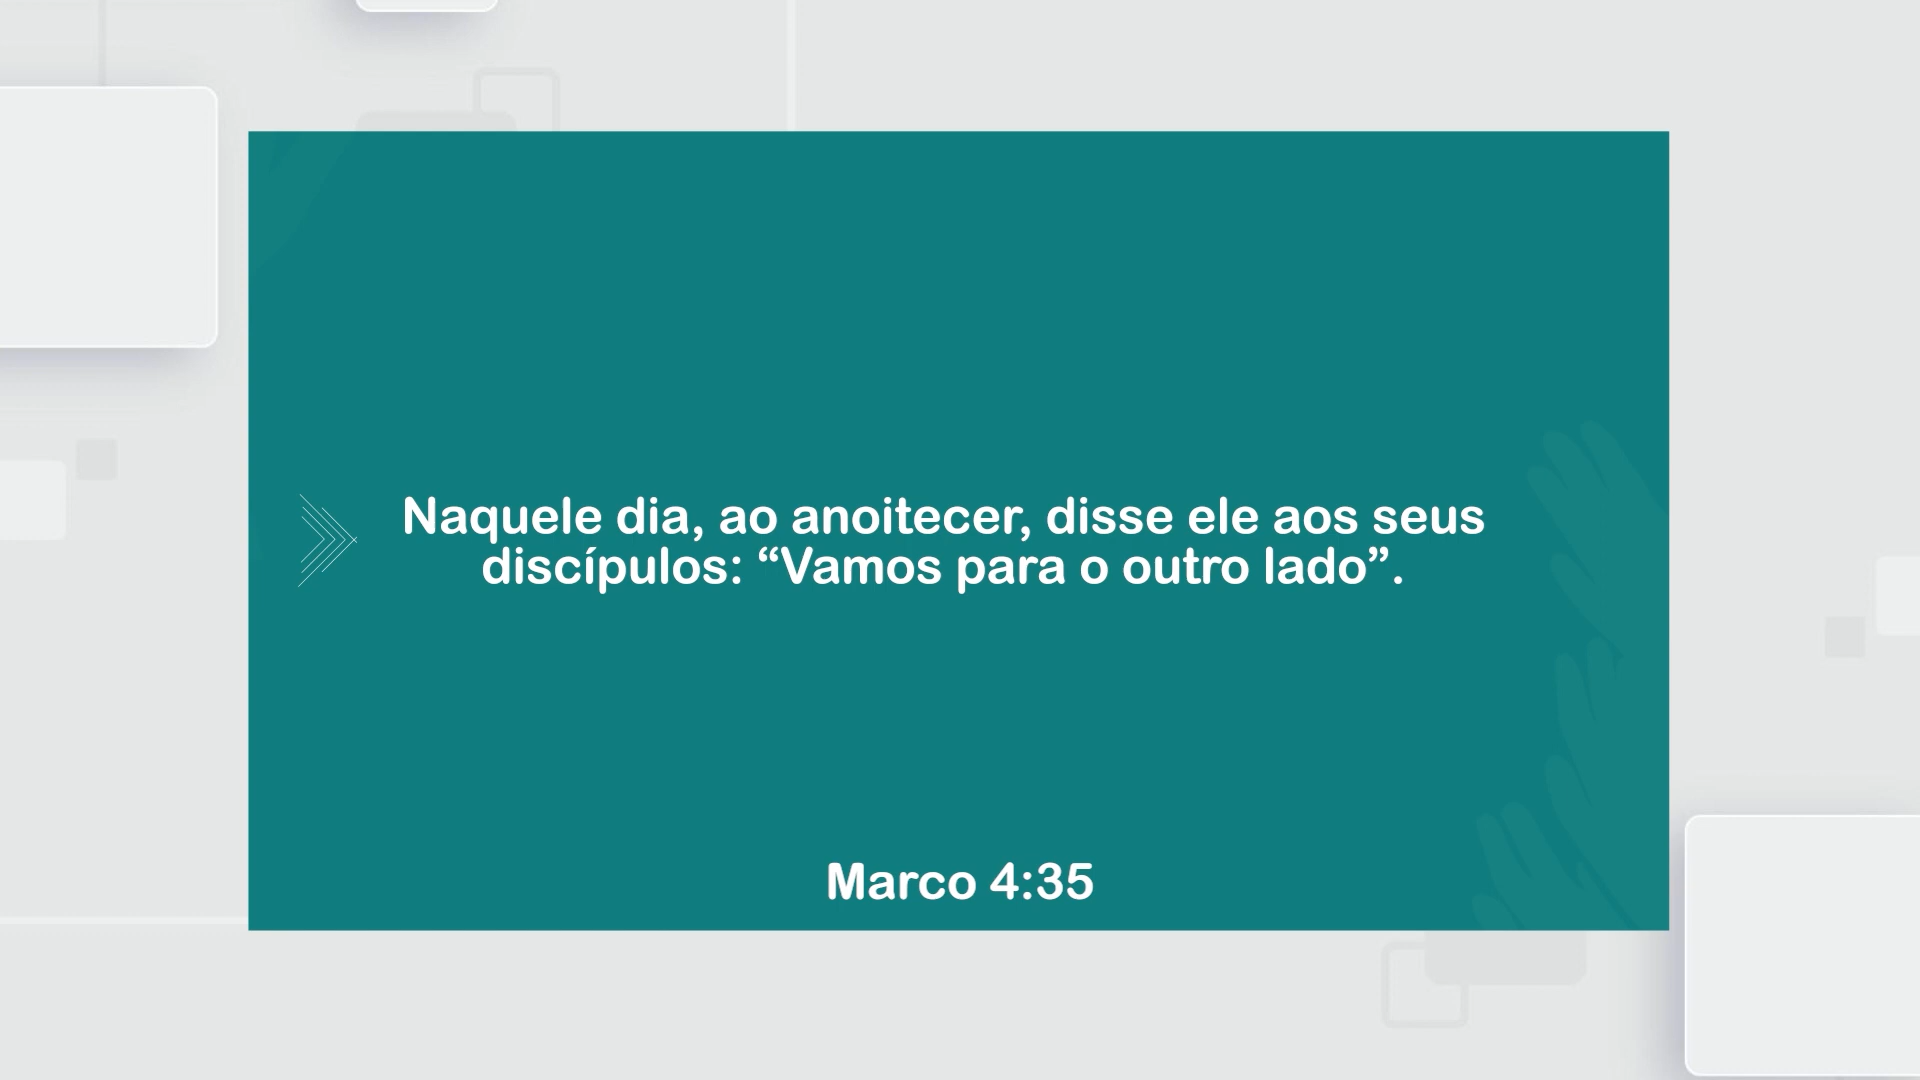 Naquele dia, ao anoitecer, disse ele aos seus
discípulos: “Vamos para o outro lado”.
Marco 4:35